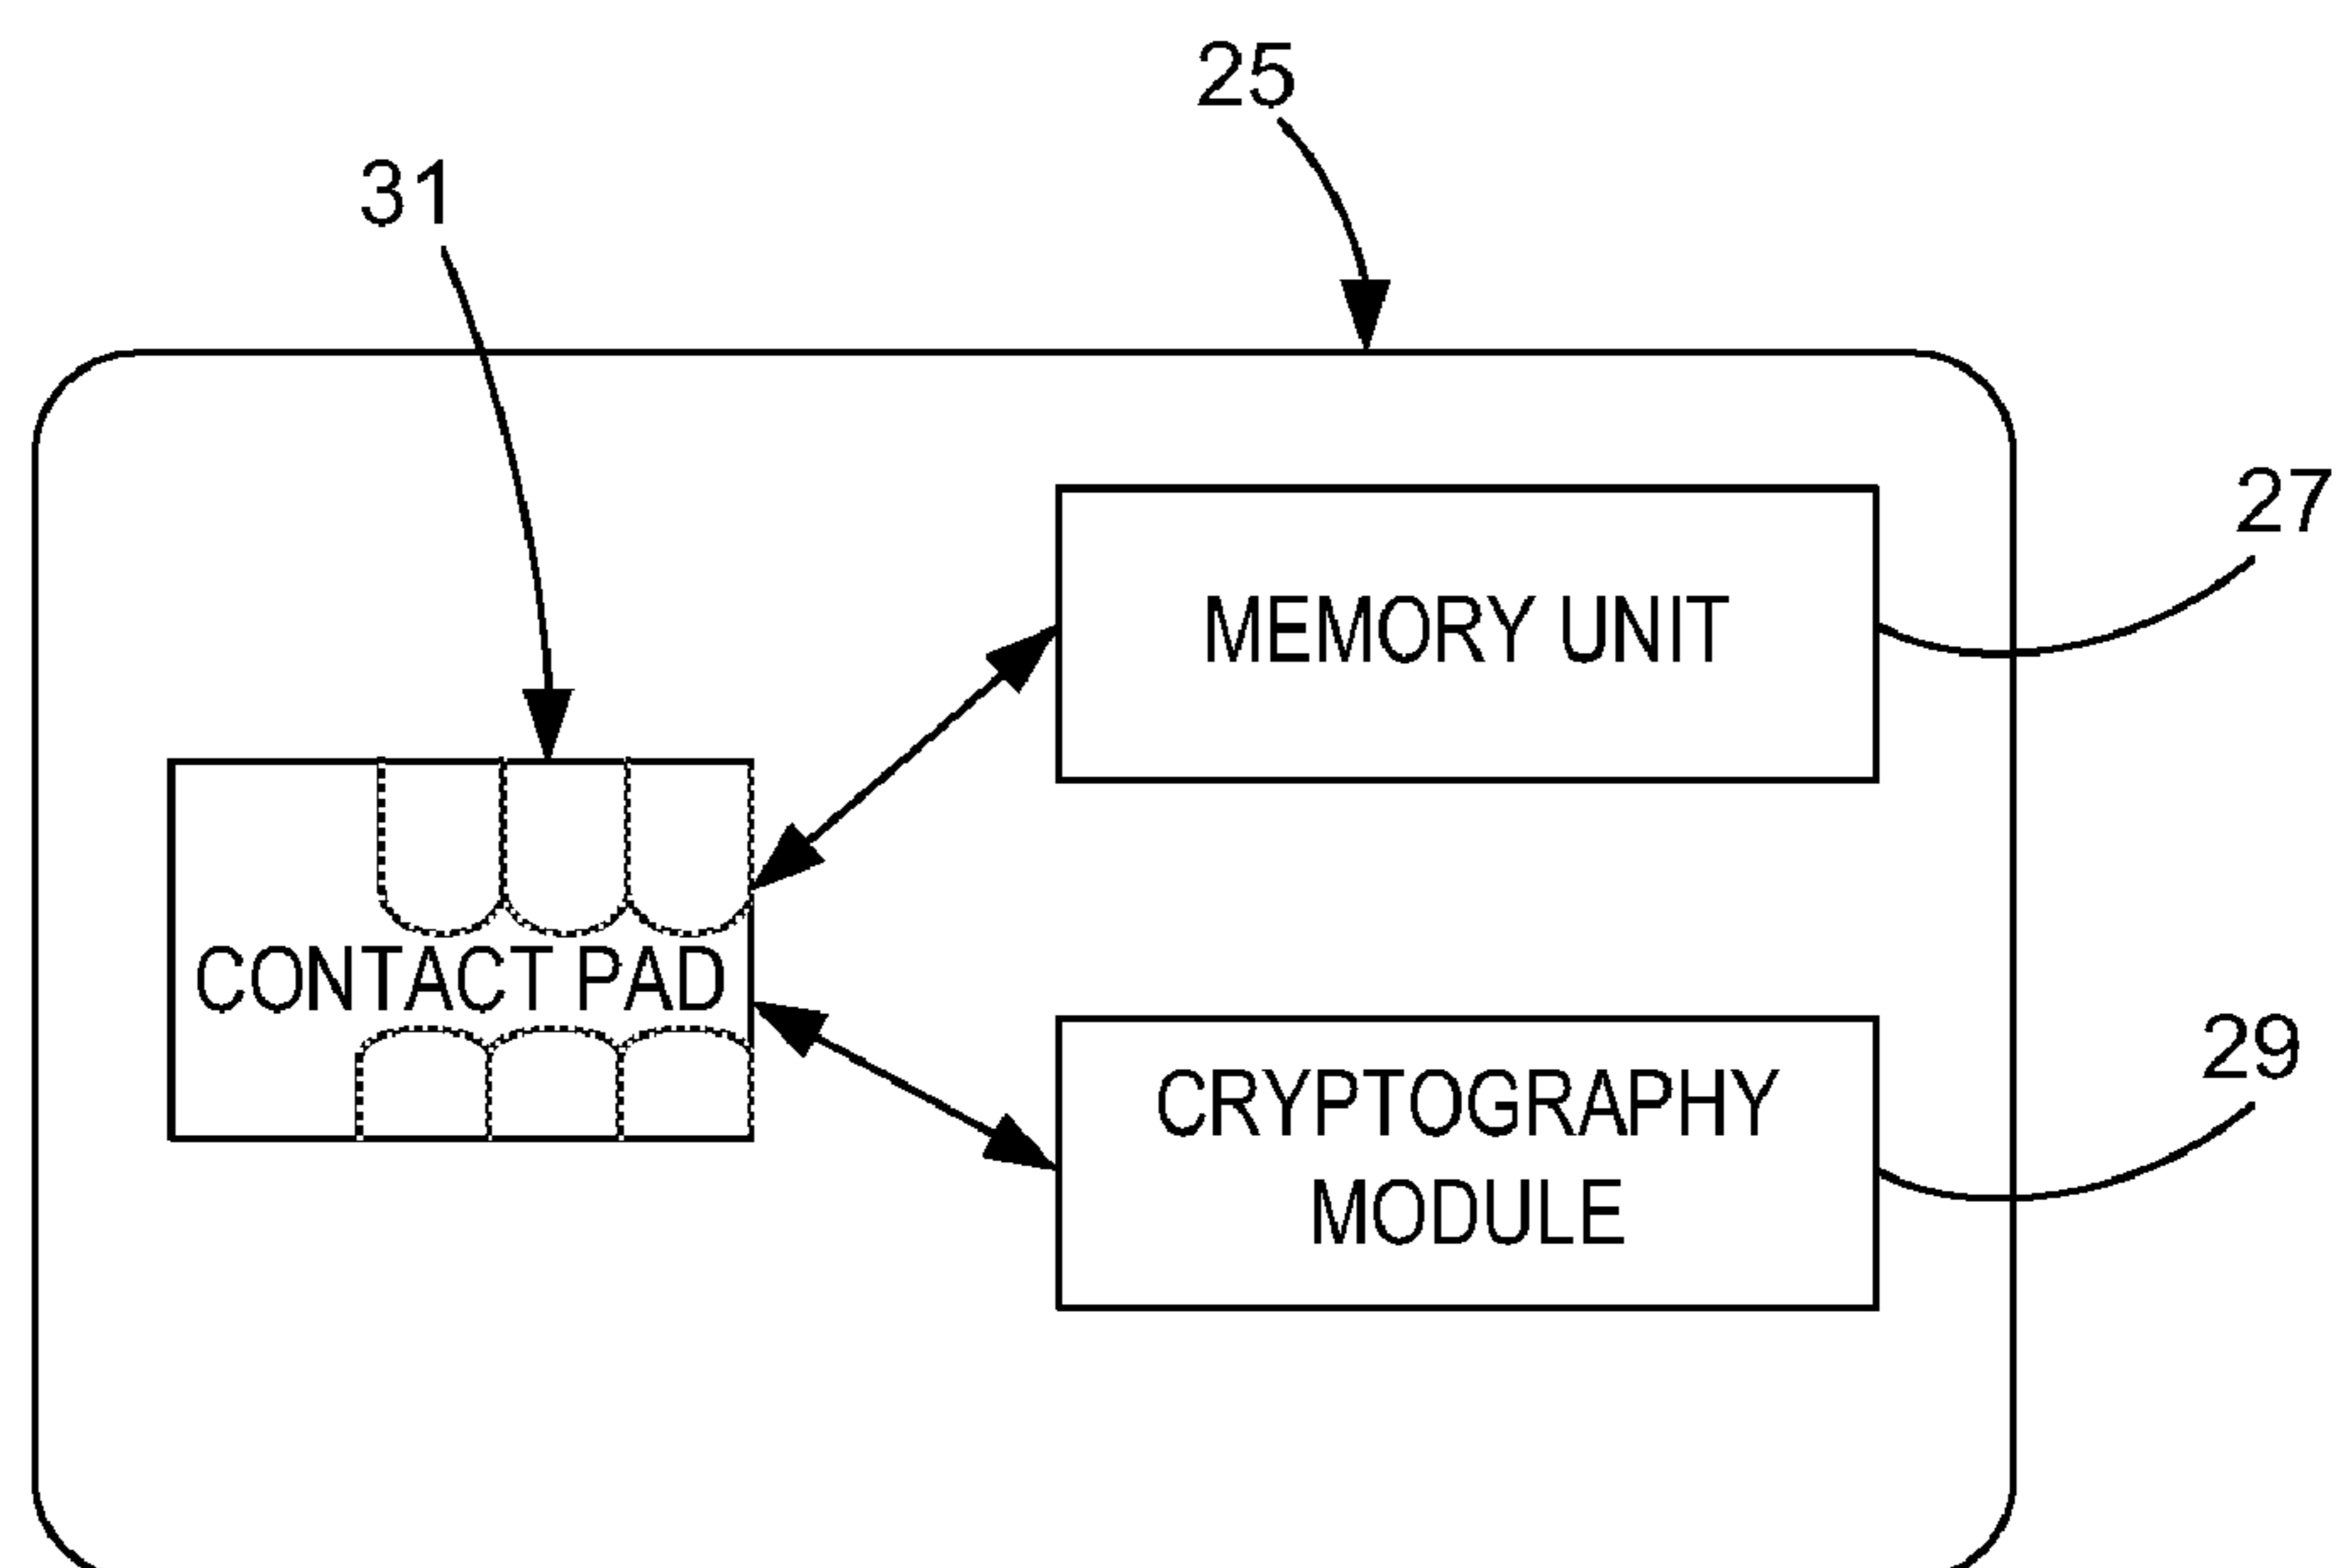 25
31
27
MEMORY UNIT
CONTACT PAD
29
CRYPTOGRAPHY
MODULE